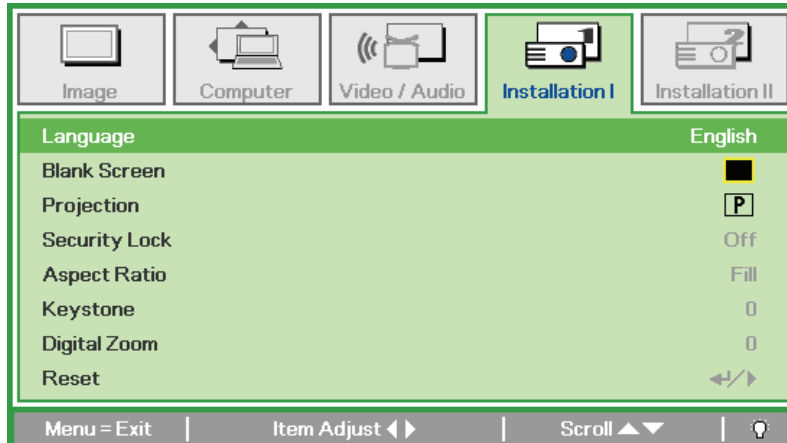 Image Computer Video / Audio Installation I Installation II
Language English
Blank Screen
Projection P
Security Lock Off
Aspect Ratio Fill
Keystone 0
Digital Zoom 0
Reset
Menu = Exit Item Adjust Scroll